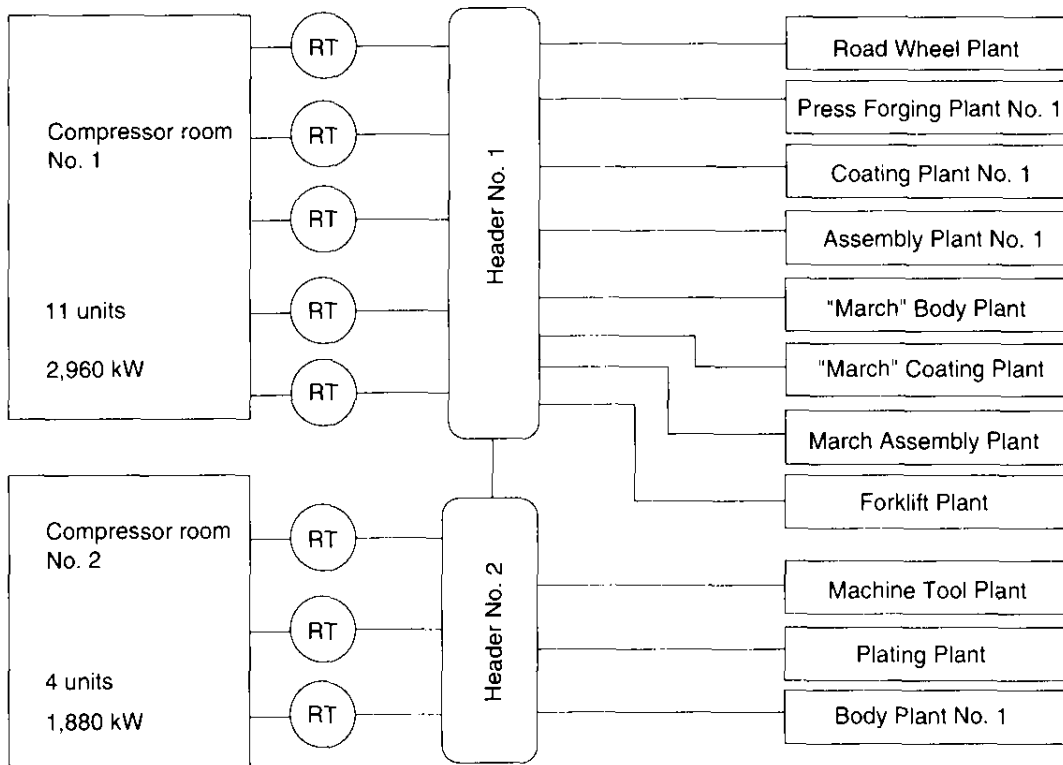 Compressor room
No. 1
11 units
2,960 kW
RT
RT
RT
RT
RT
Header No. 1
Road Wheel Plant
Press Forging Plant No. 1
Coating Plant No. 1
Assembly Plant No. 1
"March" Body Plant
"March" Coating Plant
March Assembly Plant
Forklift Plant
Compressor room
No. 2
4 units
1,880 kW
RT
RT
RT
Header No. 2
Machine Tool Plant
Plating Plant
Body Plant No. 1